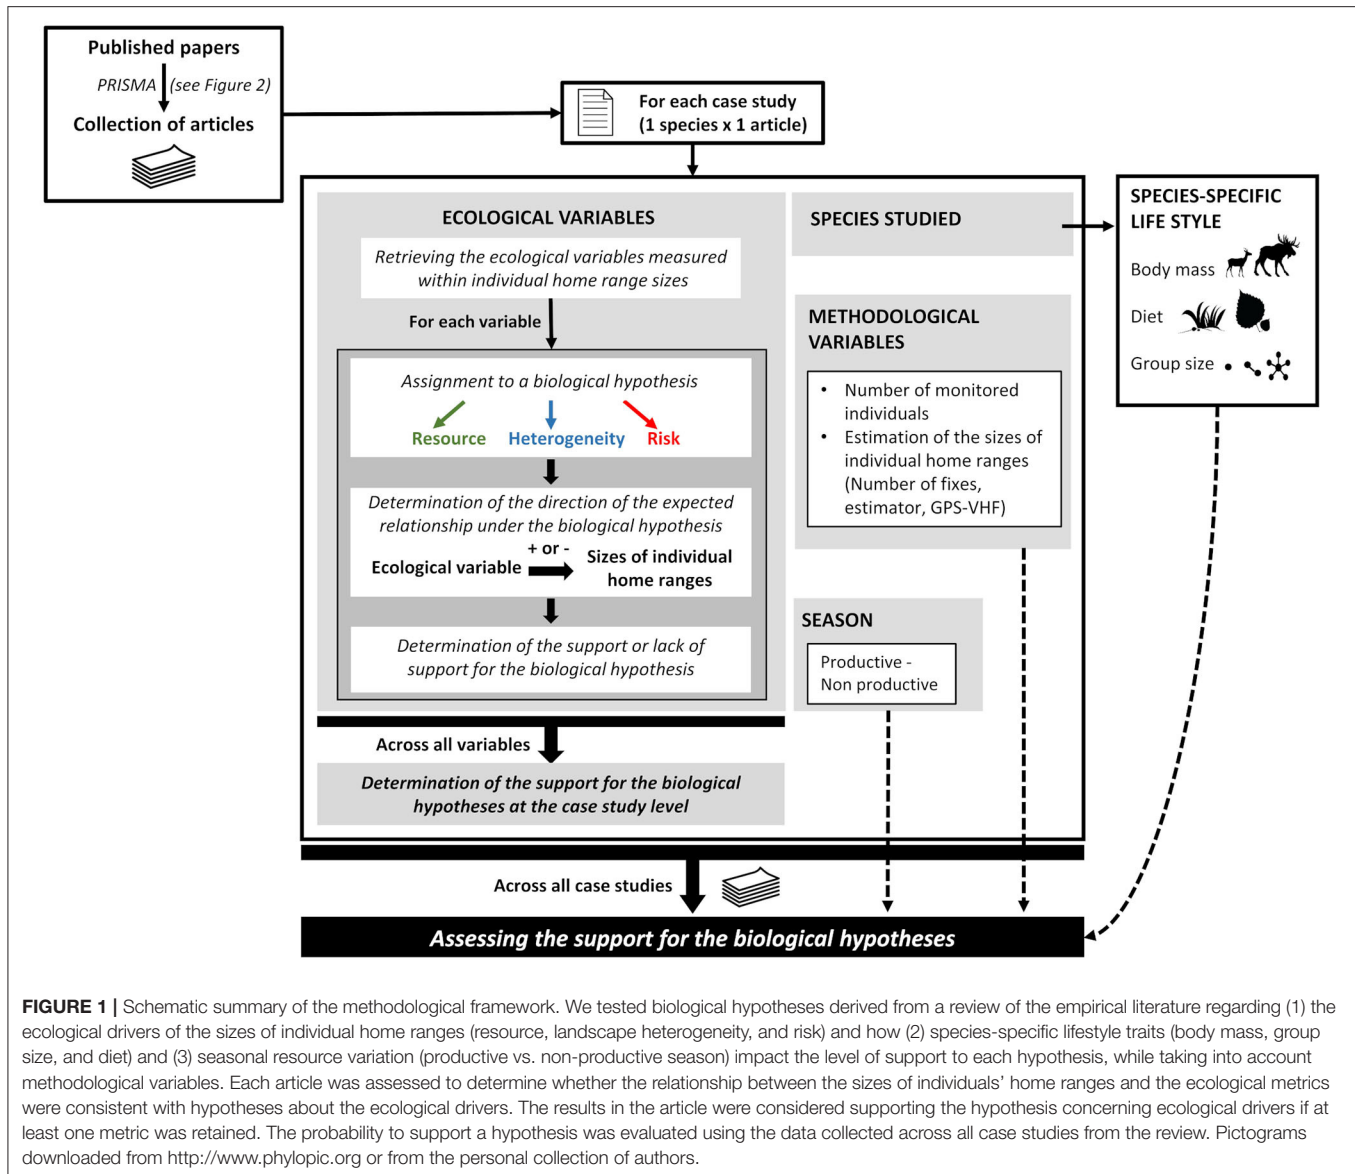 Published papers
PRISMA (see Figure 2)
Collection of articles
For each case study
(1 species x 1 article)
ECOLOGICAL VARIABLES
Retrieving the ecological variables measured
within individual home range sizes
For each variable
Assignment to a biological hypothesis
Resource Heterogeneity Risk
Determination of the direction of the expected
relationship under the biological hypothesis
+ or -
Ecological variable
Sizes of individual
home ranges
Determination of the support or lack of
support for the biological hypothesis
Across all variables
Determination of the support for the biological
hypotheses at the case study level
SPECIES STUDIED
METHODOLOGICAL
VARIABLES
• Number of monitored
individuals
• Estimation of the sizes of
individual home ranges
(Number of fixes,
estimator, GPS-VHF)
SEASON
Productive -
Non productive
SPECIES-SPECIFIC
LIFE STYLE
Body mass
Diet
Group size
Across all case studies
Assessing the support for the biological hypotheses
FIGURE 1 | Schematic summary of the methodological framework. We tested biological hypotheses derived from a review of the empirical literature regarding (1) the
ecological drivers of the sizes of individual home ranges (resource, landscape heterogeneity, and risk) and how (2) species-specific lifestyle traits (body mass, group
size, and diet) and (3) seasonal resource variation (productive vs. non-productive season) impact the level of support to each hypothesis, while taking into account
methodological variables. Each article was assessed to determine whether the relationship between the sizes of individuals' home ranges and the ecological metrics
were consistent with hypotheses about the ecological drivers. The results in the article were considered supporting the hypothesis concerning ecological drivers if at
least one metric was retained. The probability to support a hypothesis was evaluated using the data collected across all case studies from the review. Pictograms
downloaded from http://www.phylopic.org or from the personal collection of authors.